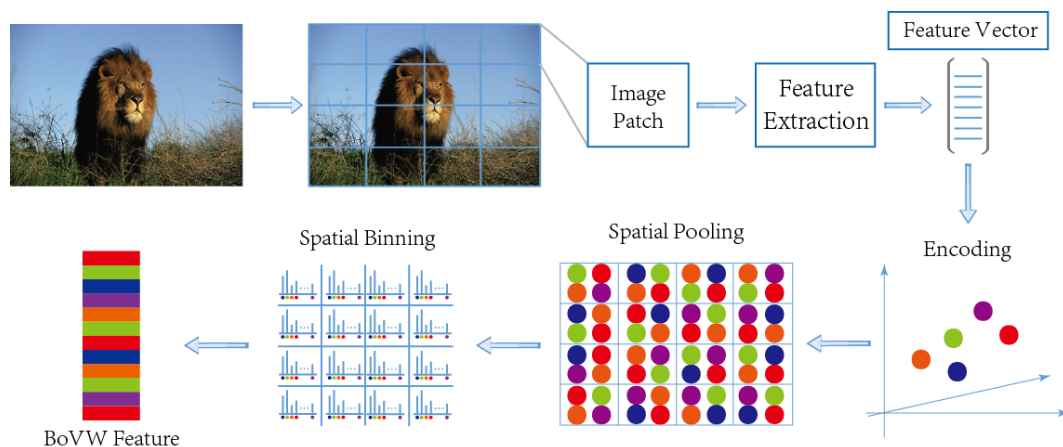 Feature Vector
Image
Patch
Feature
Extraction
Encoding
Spatial Pooling
Spatial Binning
BoVW Feature